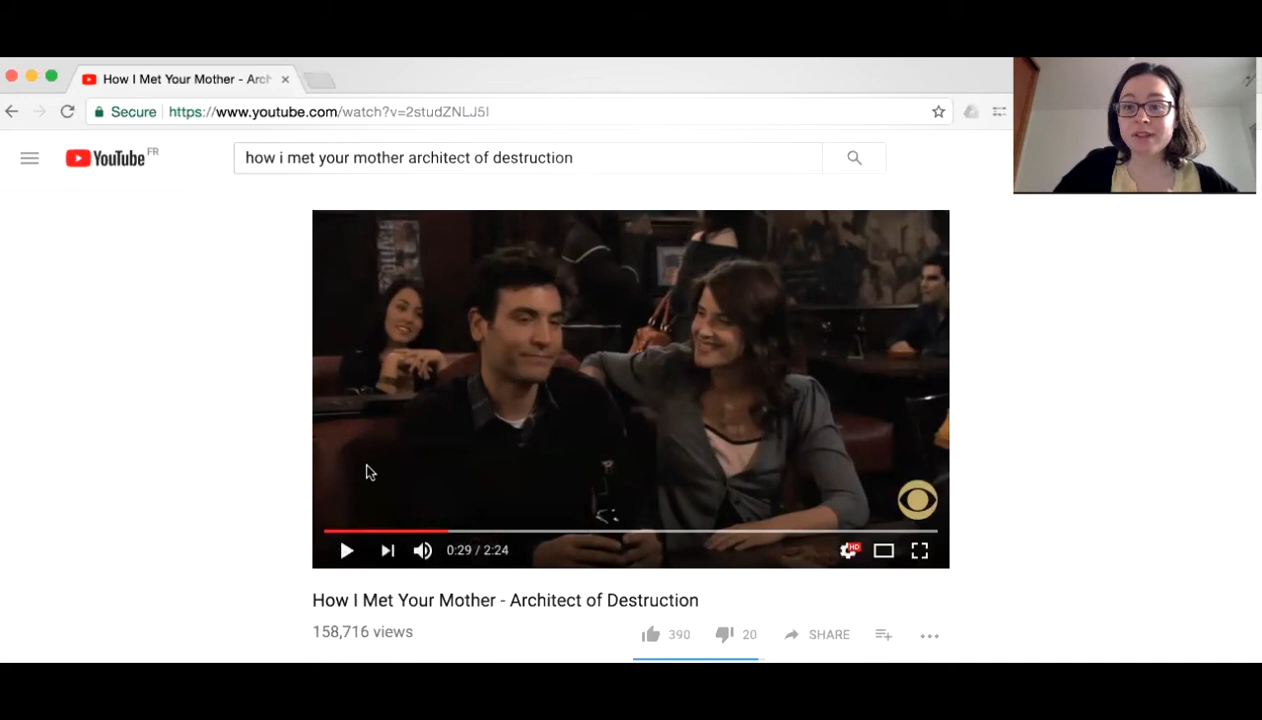 How I Met Your Mother - Arch
Secure https://www.youtube.com/watch?v=2studZNLJ5I
YouTube FR
how i met your mother architect of destruction
0:29 / 2:24
HD
How I Met Your Mother - Architect of Destruction
158,716 views
390 20 SHARE